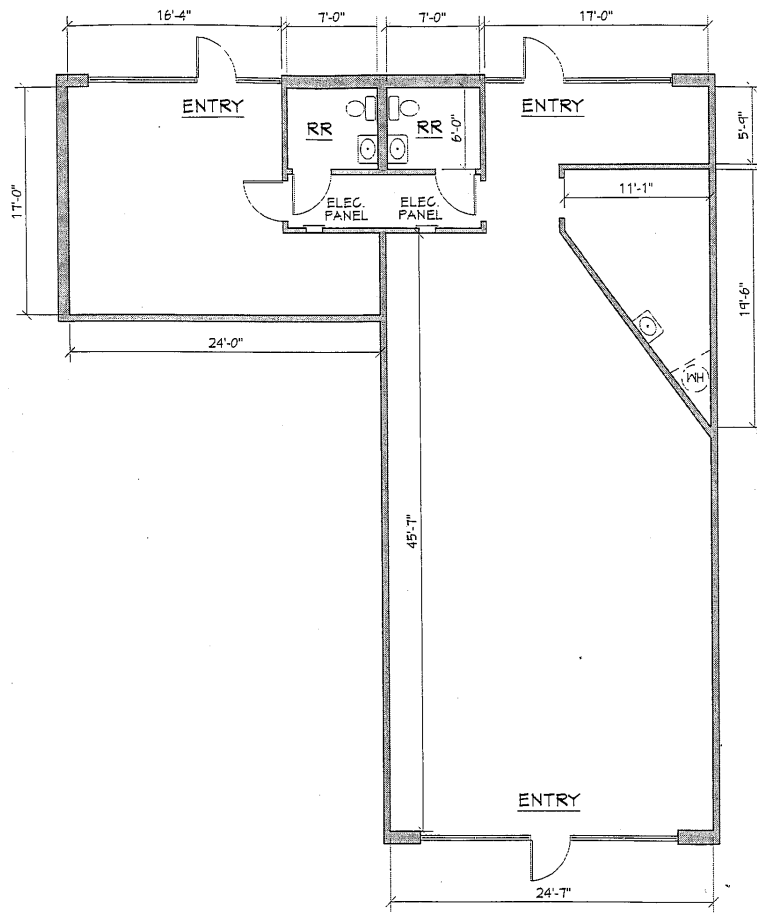 16'-4"
7'-0"
7'-0"
17'-0"
ENTRY
ENTRY
RR
RR
6'-0"
5'-9"
11'-1"
17'-0"
ELEC.
PANEL
ELEC.
PANEL
19'-6"
24'-0"
WH
45'-7"
ENTRY
24'-7"